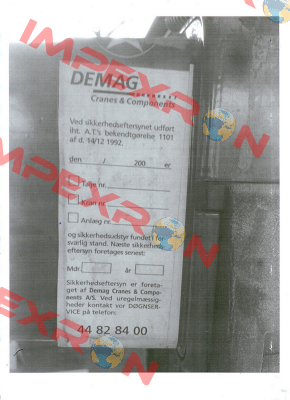 DEMAG
Cranes & Components
Ved sikkerhedseftersynet udført
iht. A.T.'s bekendtgørelse 1101
af d. 14/12 1992.
den / 200 er
Talje nr.
Kran nr.
Anlæg nr.
og sikkerhedsudstyr fundet i for-
svarlig stand. Næste sikkerheds-
eftersyn foretages senest:
Mdr. år
Sikkerhedseftersyn er foreta-
get af Demag Cranes & Compo-
nents A/S. Ved uregelmæssig-
heder kontakt vor DØGNSER-
VICE på telefon:
44 82 84 00
IMPEXRON
IMPEXRON
IMPEXRON